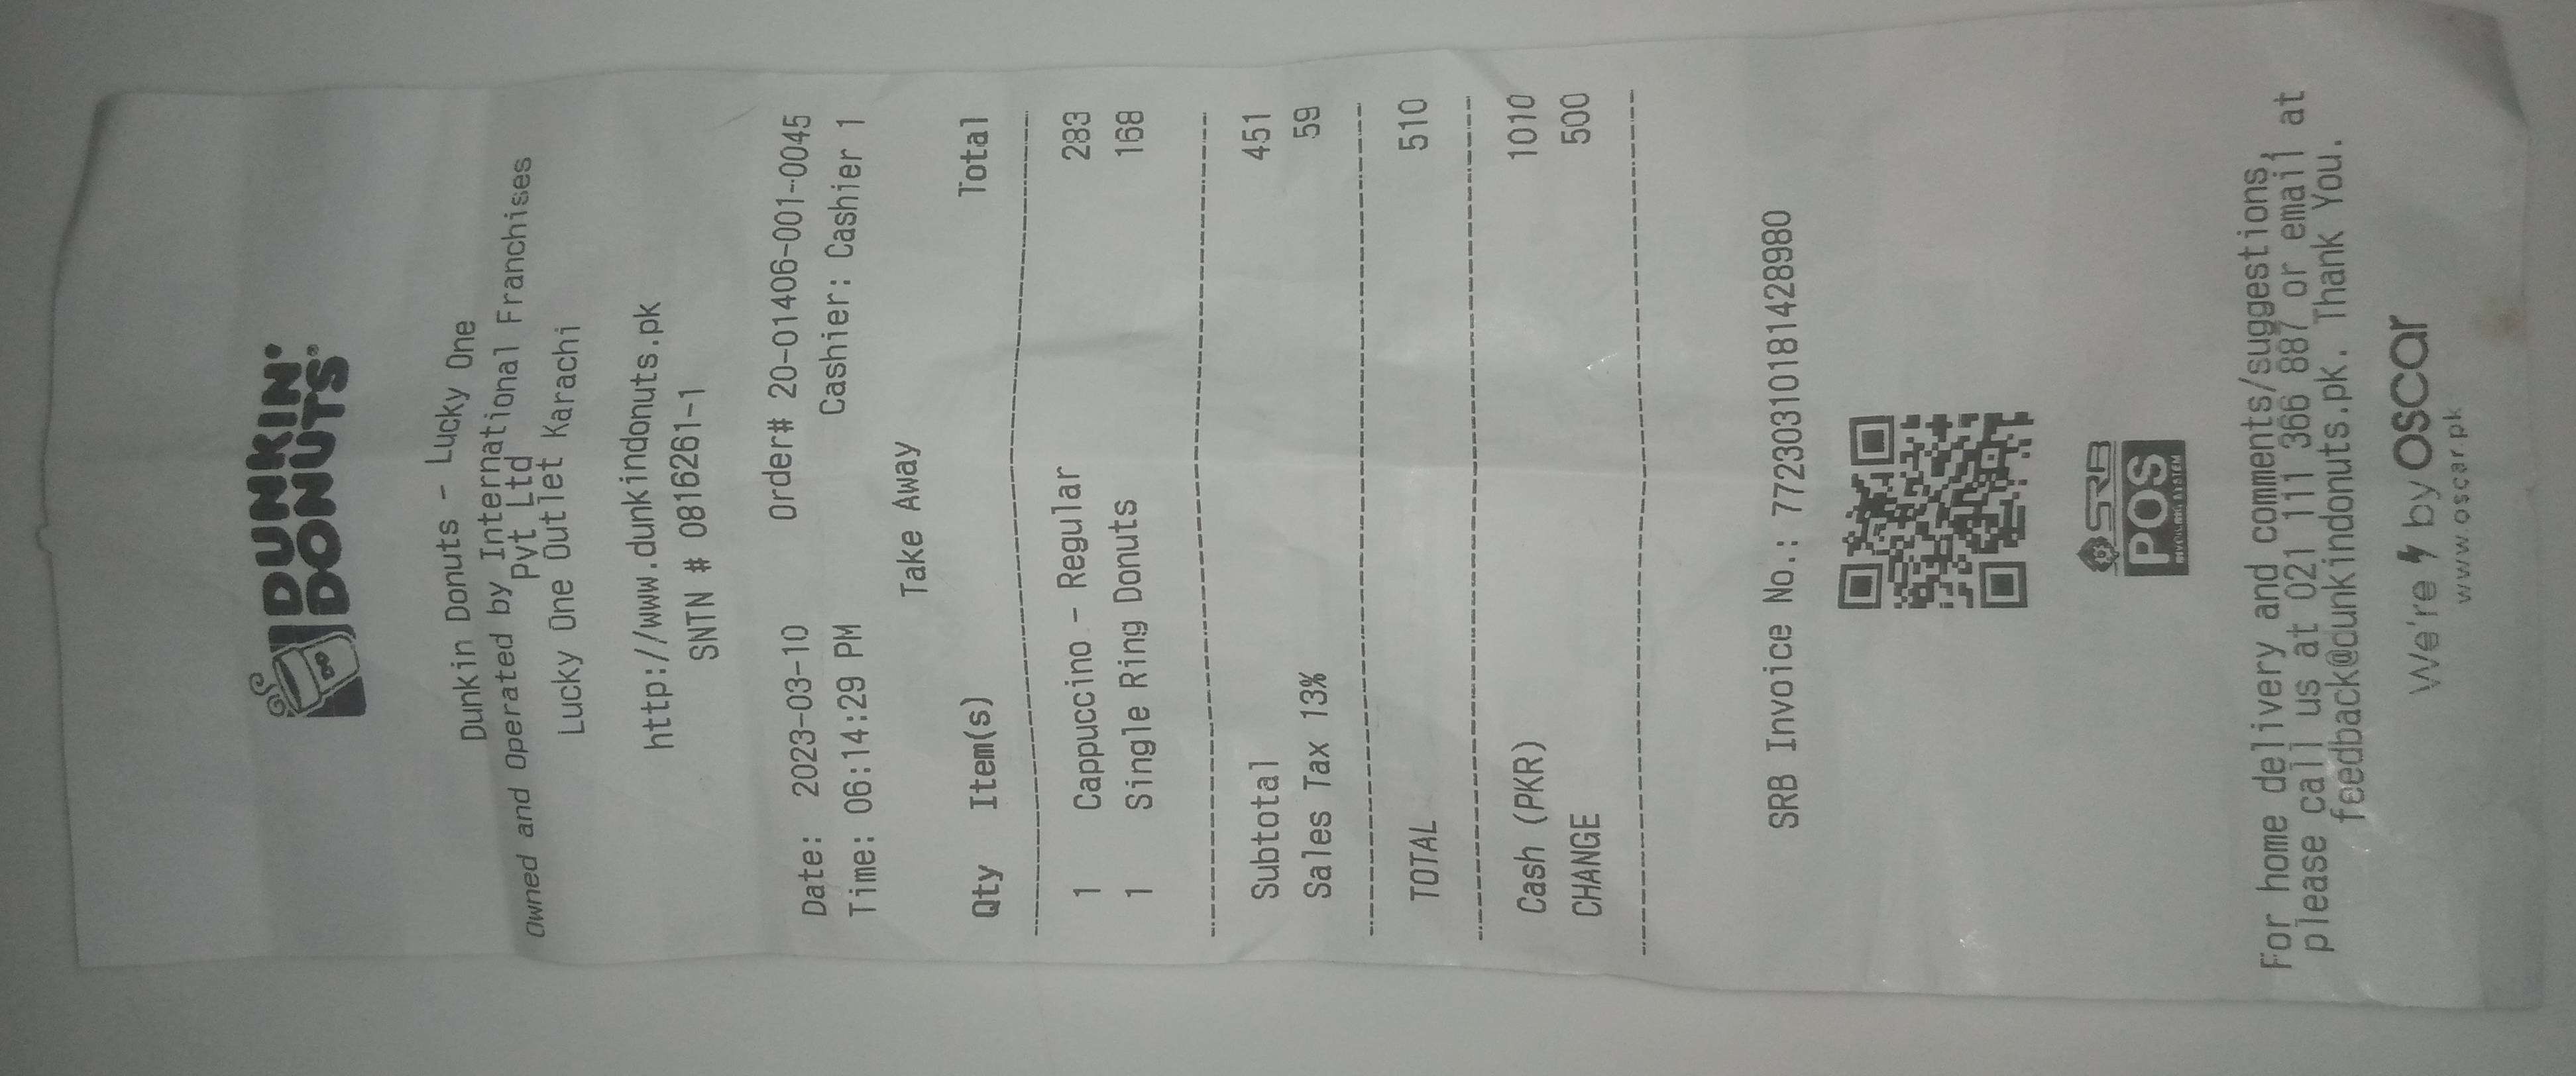 DUNKIN'
DONUTS
Dunkin Donuts - Lucky One
Owned and Operated by International Franchises
Pvt Ltd
Lucky One Outlet Karachi
http://www.dunkindonuts.pk
SNTN # 0816261-1
Date: 2023-03-10 Order# 20-01406-001-0045
Time: 06:14:29 PM Cashier: Cashier 1
Take Away
Qty Item(s) Total
1 Cappuccino - Regular 283
1 Single Ring Donuts 168
Subtotal 451
Sales Tax 13% 59
TOTAL 510
Cash (PKR) 1010
CHANGE 500
SRB Invoice No.: 77230310181428980
SRB
POS
For home delivery and comments/suggestions,
please call us at 021 111 366 887 or email at
feedback@dunkindonuts.pk. Thank You.
We're by oscar
www.oscar.pk